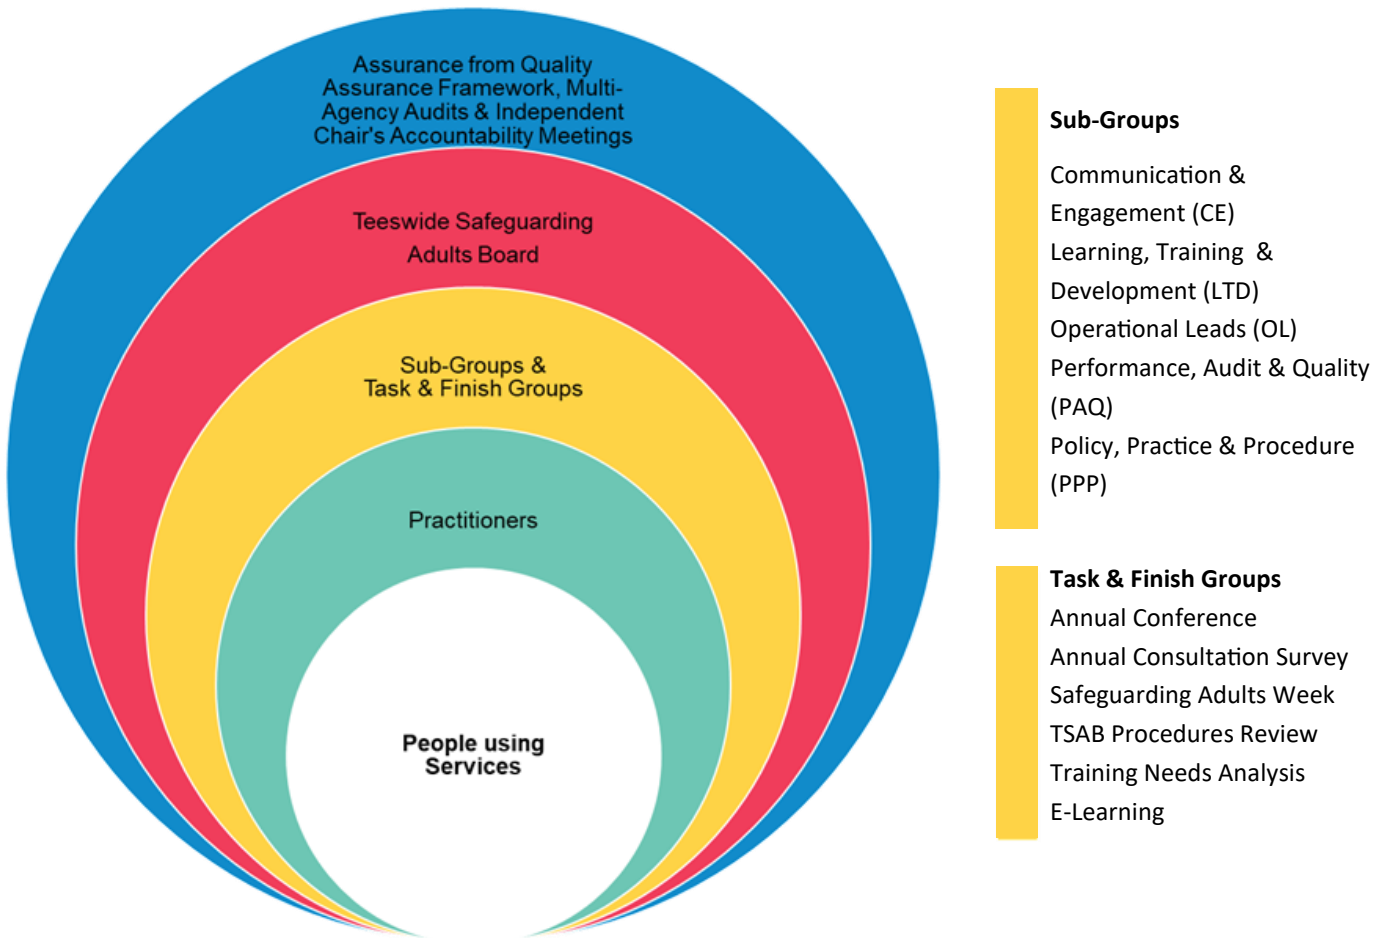 Assurance from Quality
Assurance Framework, Multi-
Agency Audits & Independent
Chair's Accountability Meetings
Teeswide Safeguarding
Adults Board
Sub-Groups &
Task & Finish Groups
Practitioners
People using
Services
Sub-Groups
Communication &
Engagement (CE)
Learning, Training &
Development (LTD)
Operational Leads (OL)
Performance, Audit & Quality
(PAQ)
Policy, Practice & Procedure
(PPP)
Task & Finish Groups
Annual Conference
Annual Consultation Survey
Safeguarding Adults Week
TSAB Procedures Review
Training Needs Analysis
E-Learning